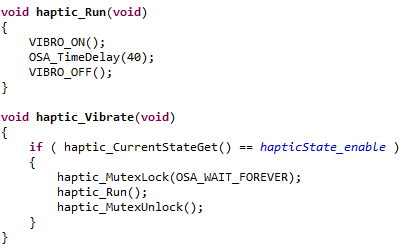 void haptic_Run(void)
{
    VIBRO_ON();
    OSA_TimeDelay(40);
    VIBRO_OFF();
}

void haptic_Vibrate(void)
{
    if ( haptic_CurrentStateGet() == hapticState_enable )
    {
        haptic_MutexLock(OSA_WAIT_FOREVER);
        haptic_Run();
        haptic_MutexUnlock();
    }
}